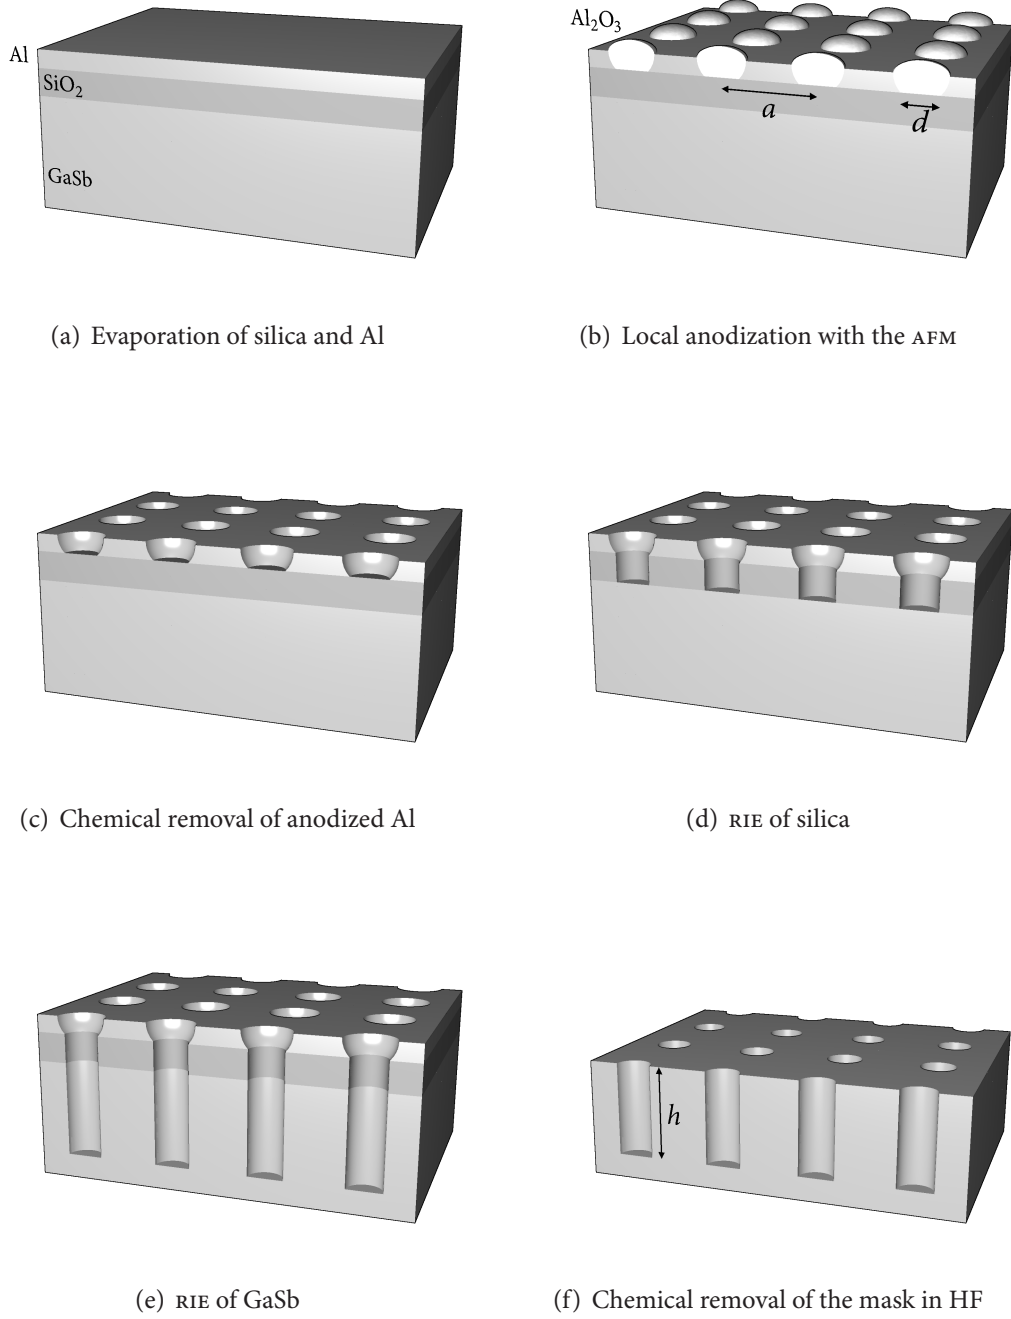 Al
SiO₂
GaSb
(a) Evaporation of silica and Al
Al₂O₃
a
d
(b) Local anodization with the AFM
(c) Chemical removal of anodized Al
(d) RIE of silica
(e) RIE of GaSb
h
(f) Chemical removal of the mask in HF